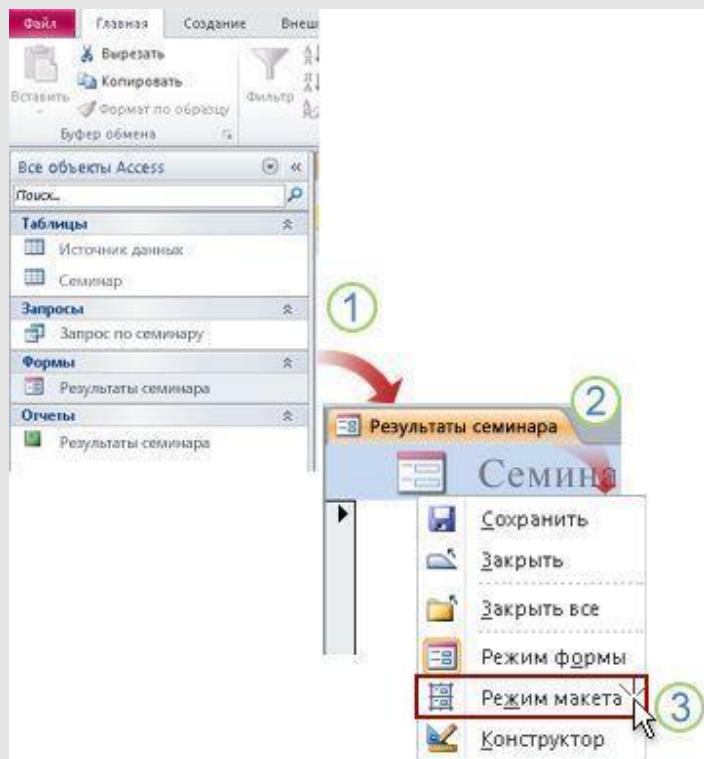 Файл Главная Создание Внеш
Вырезать
Копировать
Вставить
Формат по образцу
Фильтр
Буфер обмена
Все объекты Access
Поиск...
Таблицы
Источник данных
Семинар
Запросы
Запрос по семинару
Формы
Результаты семинара
Отчеты
Результаты семинара
1
2
Результаты семинара
Семина
Сохранить
Закрыть
Закрыть все
Режим формы
Режим макета
3
Конструктор